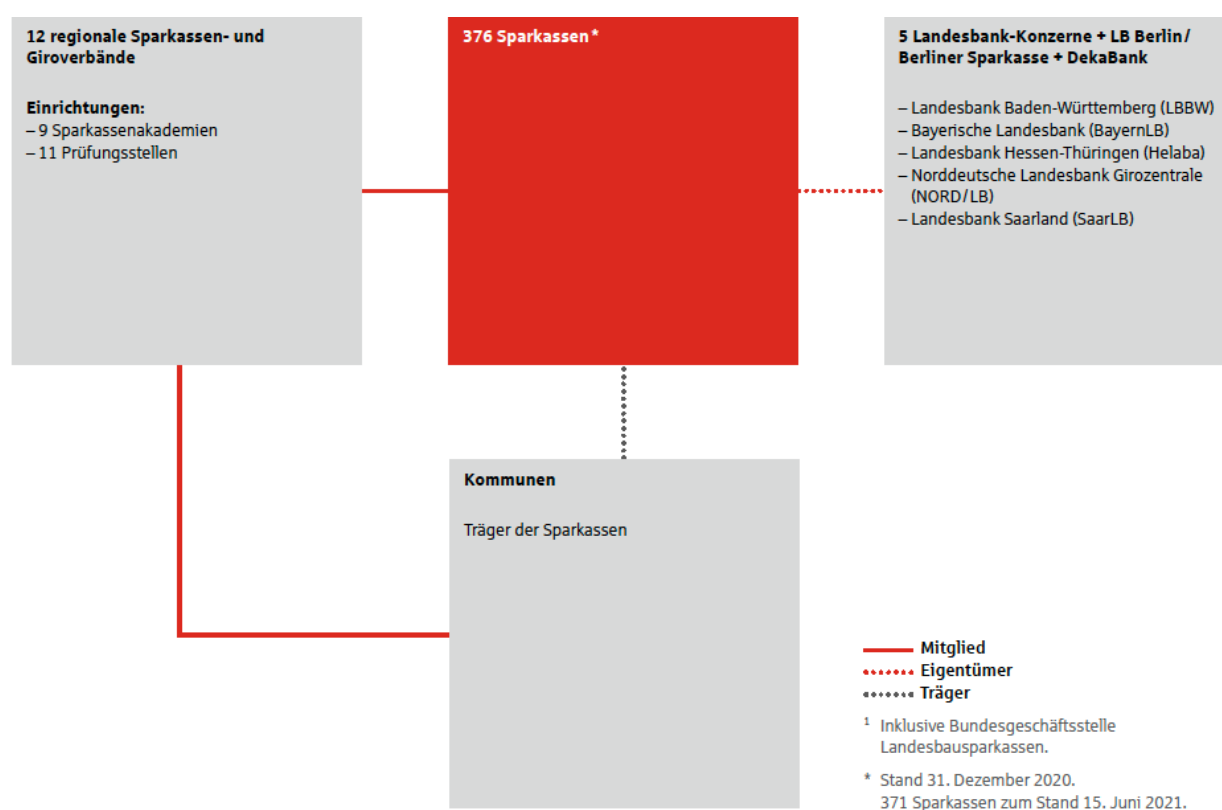 12 regionale Sparkassen- und
Giroverbände
Einrichtungen:
– 9 Sparkassenakademien
– 11 Prüfungsstellen
376 Sparkassen*
5 Landesbank-Konzerne + LB Berlin/
Berliner Sparkasse + DekaBank
– Landesbank Baden-Württemberg (LBBW)
– Bayerische Landesbank (BayernLB)
– Landesbank Hessen-Thüringen (Helaba)
– Norddeutsche Landesbank Girozentrale
(NORD/LB)
– Landesbank Saarland (SaarLB)
Kommunen
Träger der Sparkassen
Mitglied
Eigentümer
Träger
1 Inklusive Bundesgeschäftsstelle
Landesbausparkassen.
* Stand 31. Dezember 2020.
371 Sparkassen zum Stand 15. Juni 2021.